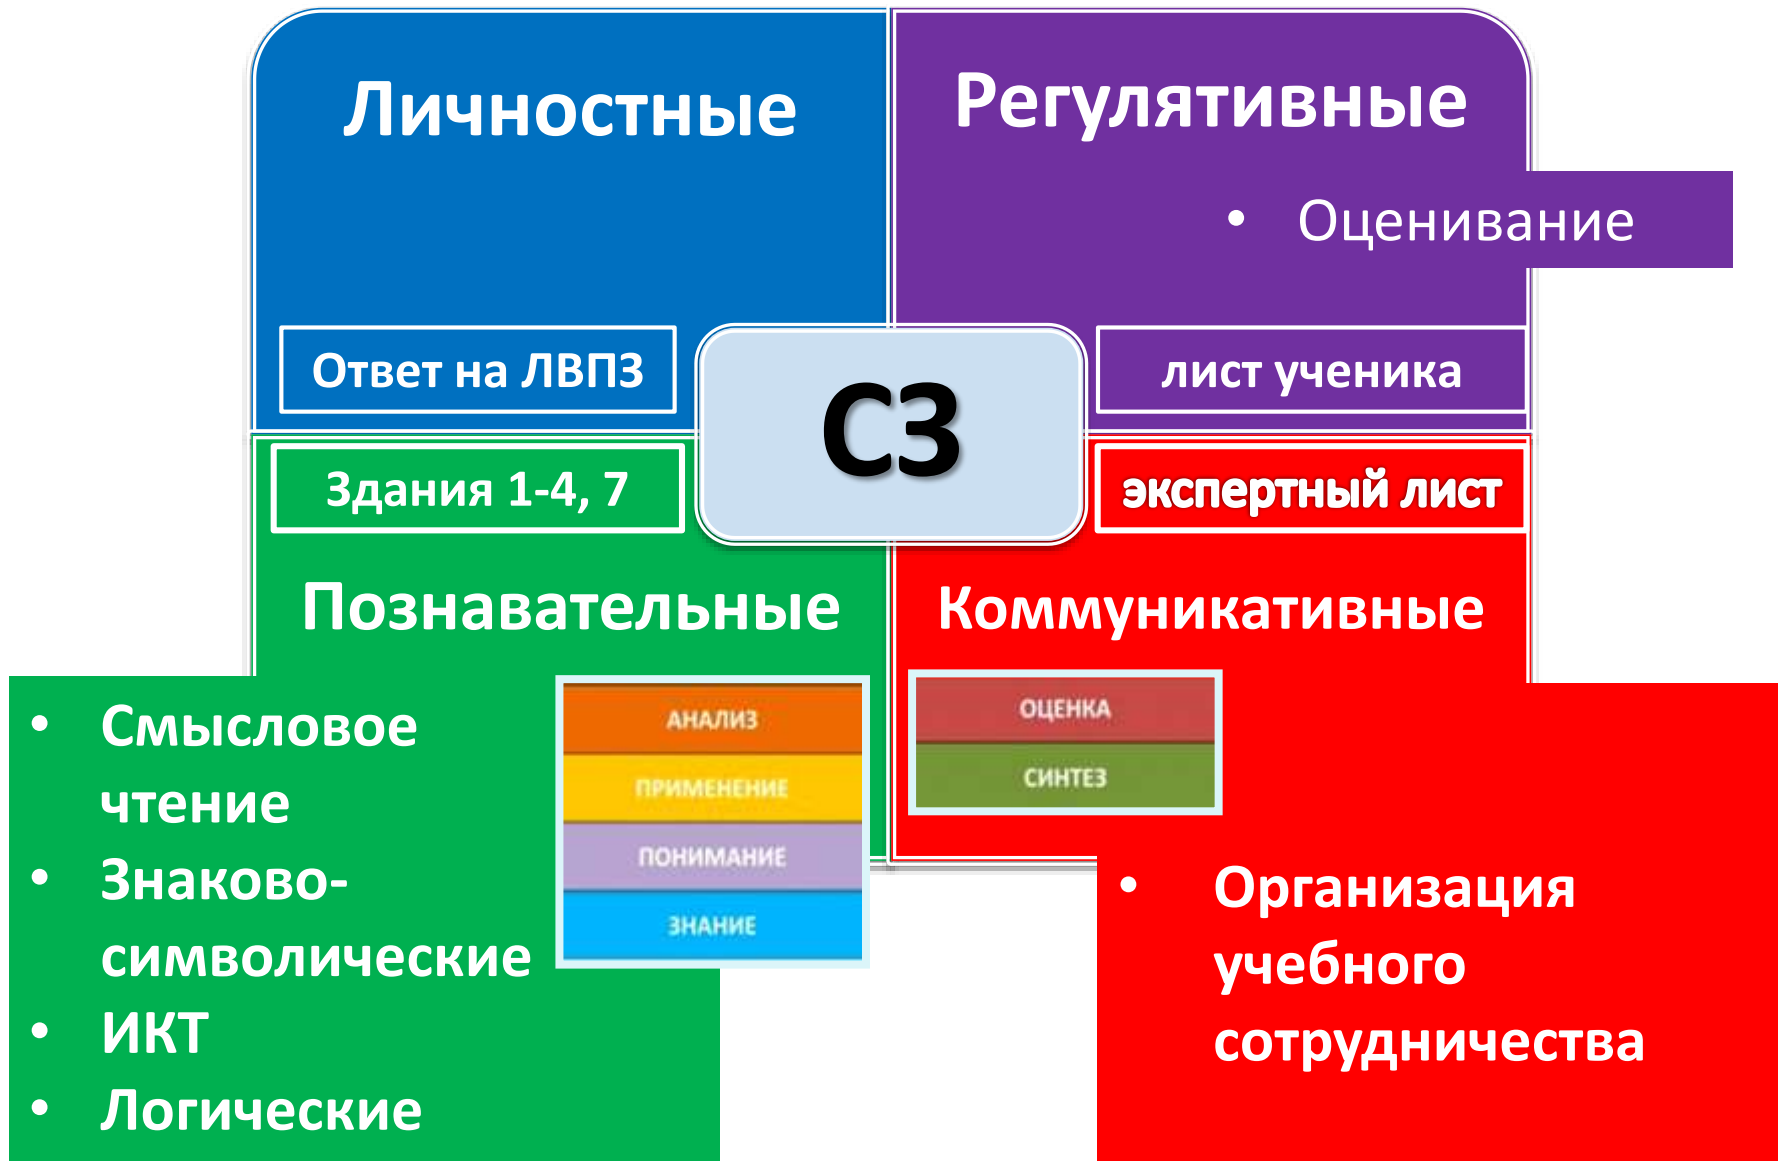 Личностные
Регулятивные
• Оценивание
Ответ на ЛВПЗ
лист ученика
СЗ
Здания 1-4, 7
экспертный лист
Познавательные
Коммуникативные
• Смысловое
чтение
• Знаково-
символические
• ИКТ
• Логические
АНАЛИЗ
ПРИМЕНЕНИЕ
ПОНИМАНИЕ
ЗНАНИЕ
ОЦЕНКА
СИНТЕЗ
• Организация
учебного
сотрудничества